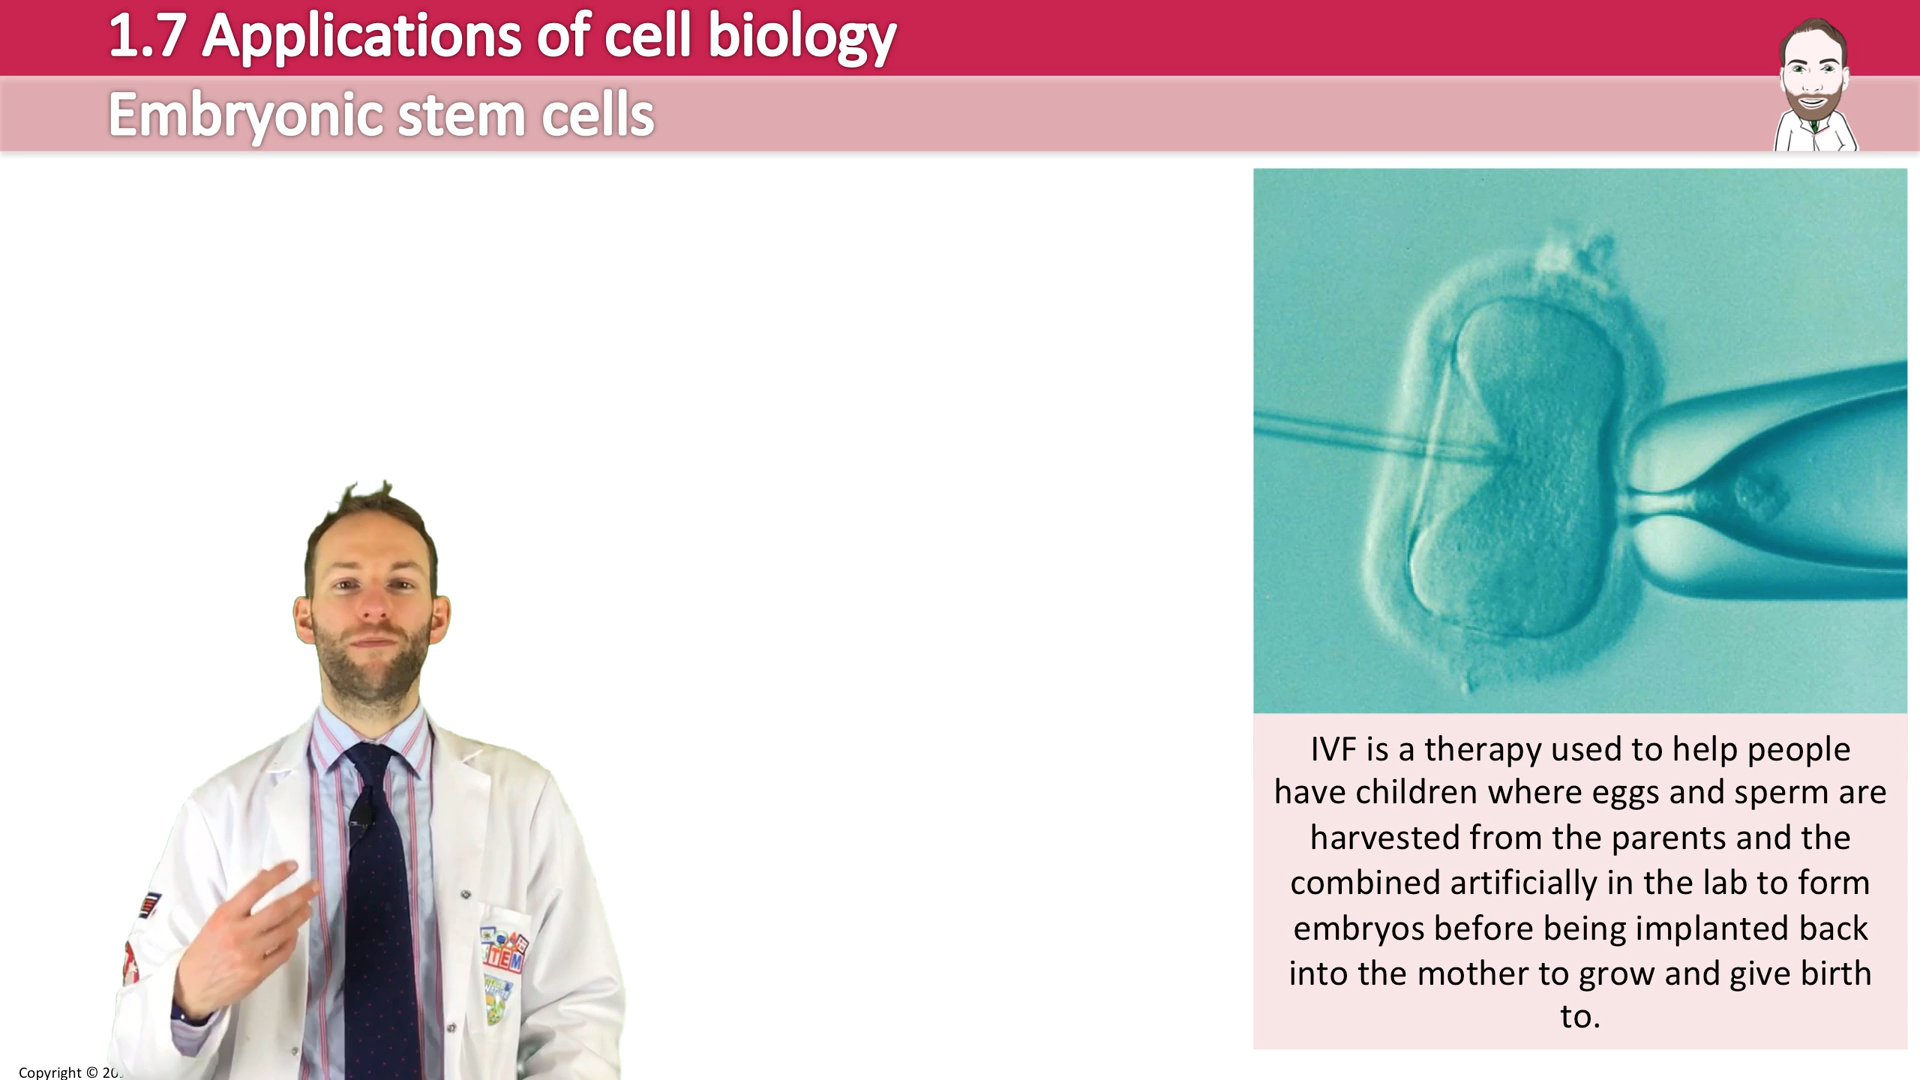 1.7 Applications of cell biology
Embryonic stem cells
IVF is a therapy used to help people
have children where eggs and sperm are
harvested from the parents and the
combined artificially in the lab to form
embryos before being implanted back
into the mother to grow and give birth
to.
STEM
Copyright ©